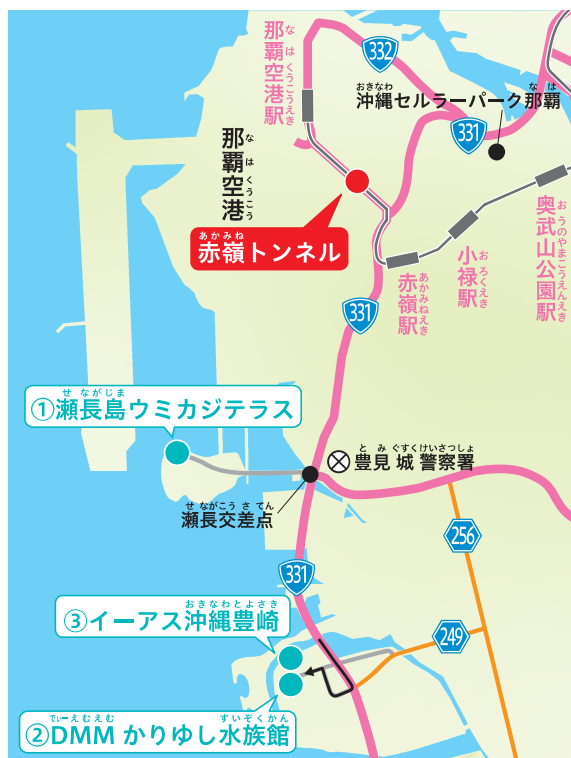 那覇空港駅
なはくうこうえき
332
おきなわ なは
沖縄セルラーパーク那覇
331
那覇空港
なはくうこう
あかみね
赤嶺トンネル
奥武山公園駅
おうのやまこうえんえき
小禄駅
おろくえき
赤嶺駅
あかみねえき
331
せながじま
①瀬長島ウミカジテラス
とみぐすくけいさつしょ
豊見城警察署
せながこうさてん
瀬長交差点
256
331
おきなわとよさき
③イーアス沖縄豊崎
249
でぃーえむえむ すいぞくかん
②DMMかりゆし水族館